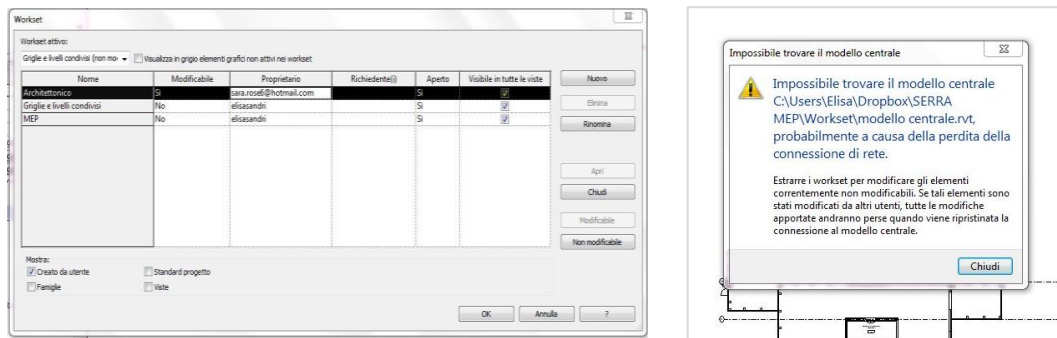 Workset
Workset attivo:
Griglie e livelli condivisi (non mo
Visualizza in grigio elementi grafici non attivi nei workset
Nome Modificabile Proprietario Richiedente(i) Aperto Visibile in tutte le viste
Architettonico Sì sara.rose6@hotmail.com Sì
Griglie e livelli condivisi No elisasandri Sì
MEP No elisasandri Sì
Nuovo
Elimina
Rinomina
Apri
Chiudi
Modificabile
Non modificabile
Mostra:
Creato da utente Standard progetto
Famiglie Viste
OK Annulla ?
Impossibile trovare il modello centrale
Impossibile trovare il modello centrale
C:\Users\Elisa\Dropbox\SERRA
MEP\Workset\modello centrale.rvt,
probabilmente a causa della perdita della
connessione di rete.
Estrarre i workset per modificare gli elementi
correntemente non modificabili. Se tali elementi sono
stati modificati da altri utenti, tutte le modifiche
apportate andranno perse quando viene ripristinata la
connessione al modello centrale.
Chiudi